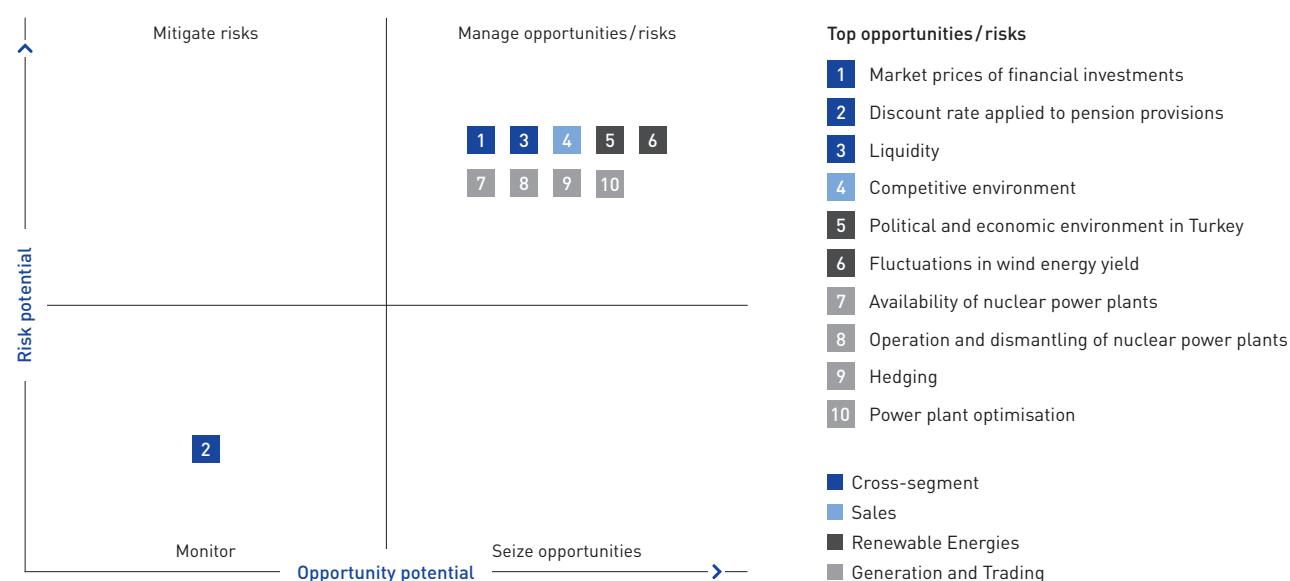 Mitigate risks
Manage opportunities/risks
1 3 4 5 6
7 8 9 10
Risk potential
2
Monitor
Seize opportunities
Opportunity potential
Top opportunities/risks
1 Market prices of financial investments
2 Discount rate applied to pension provisions
3 Liquidity
4 Competitive environment
5 Political and economic environment in Turkey
6 Fluctuations in wind energy yield
7 Availability of nuclear power plants
8 Operation and dismantling of nuclear power plants
9 Hedging
10 Power plant optimisation
Cross-segment
Sales
Renewable Energies
Generation and Trading